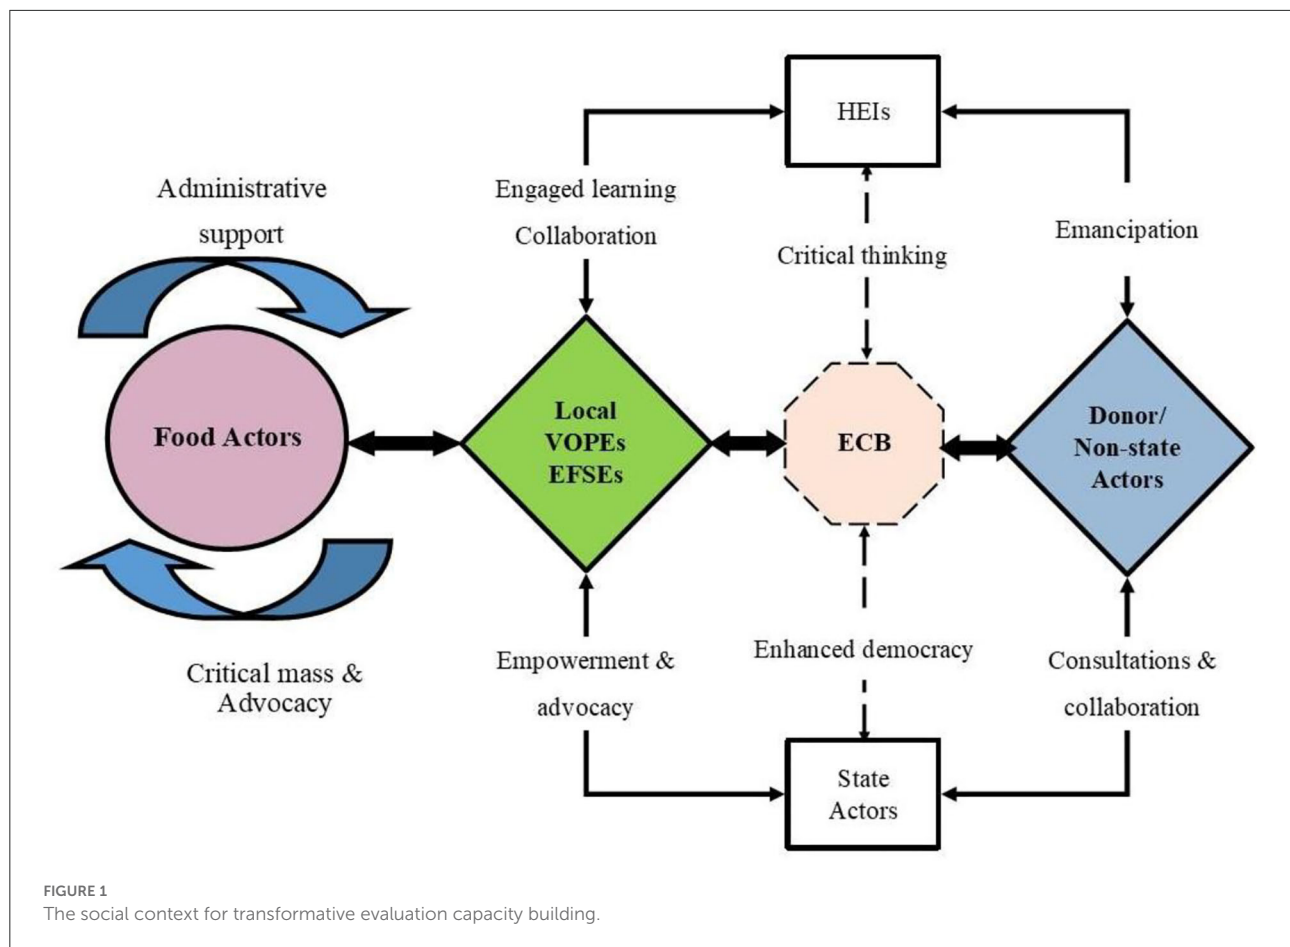 HEIs
Administrative
support
Engaged learning
Collaboration
Critical thinking
Emancipation
Food Actors
Local
VOPEs
EFSEs
ECB
Donor/
Non-state
Actors
Critical mass &
Advocacy
Empowerment &
advocacy
Enhanced democracy
Consultations &
collaboration
State
Actors
FIGURE 1
The social context for transformative evaluation capacity building.